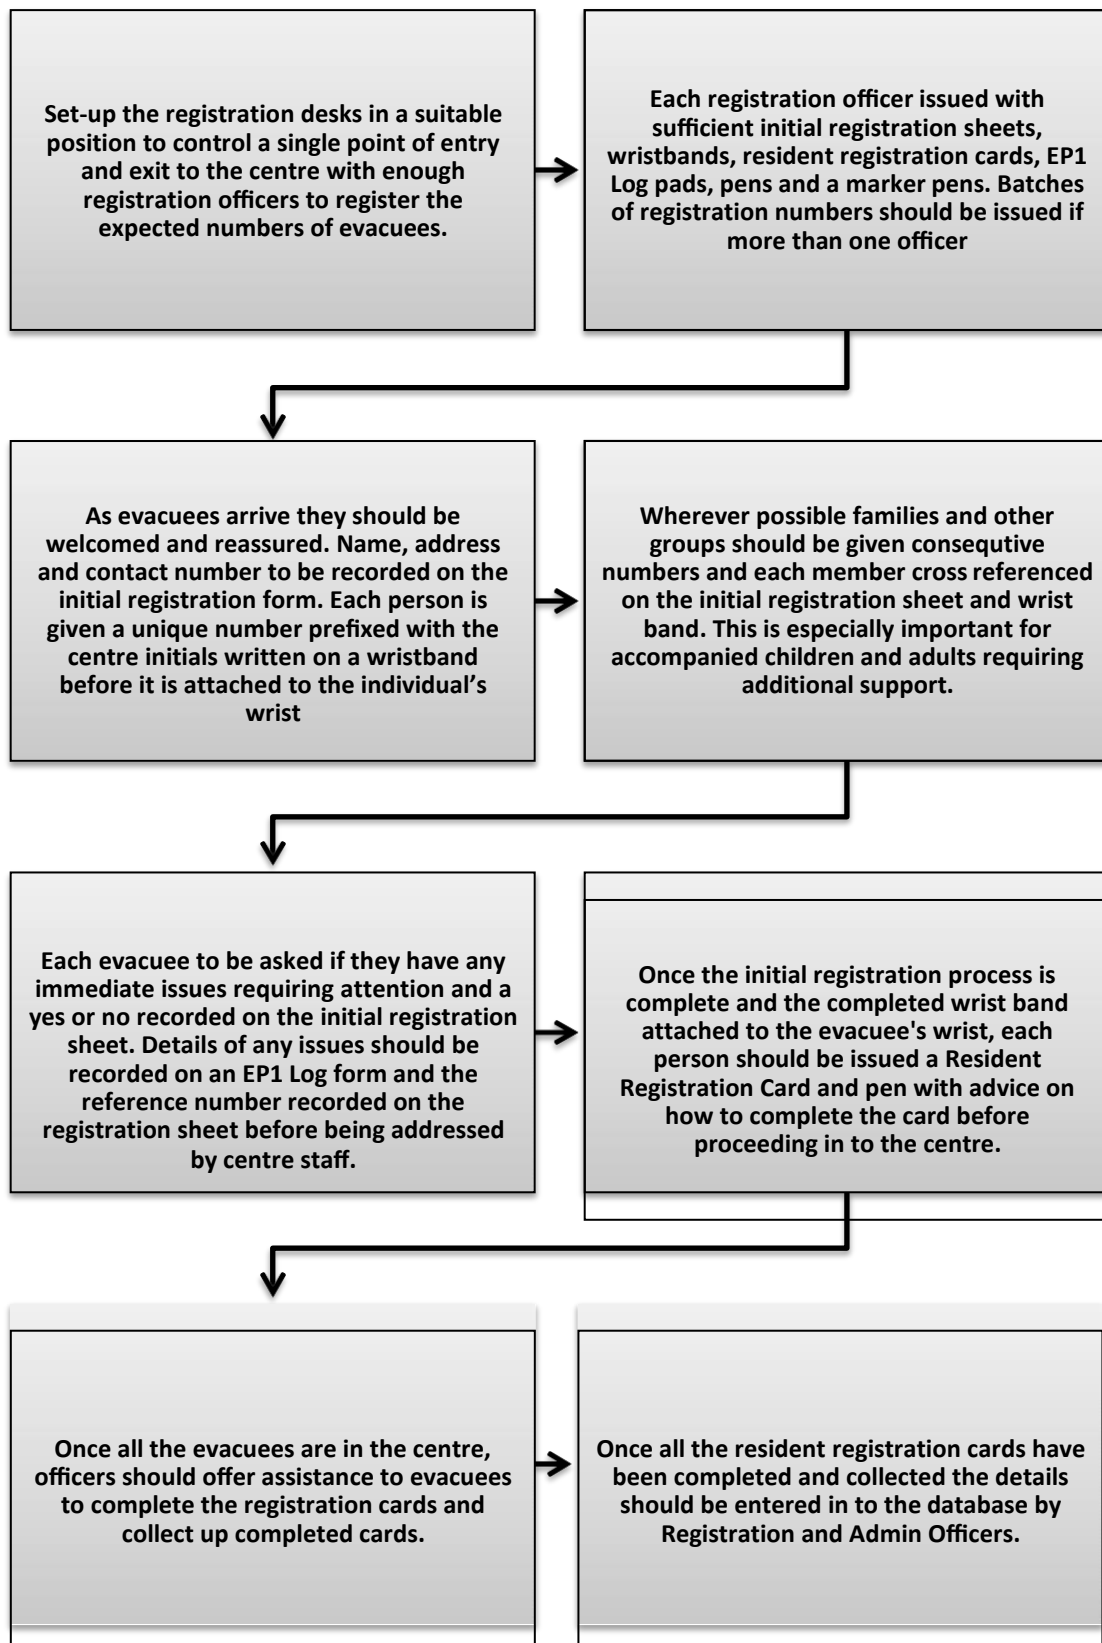 Set-up the registration desks in a suitable
position to control a single point of entry
and exit to the centre with enough
registration officers to register the
expected numbers of evacuees.
Each registration officer issued with
sufficient initial registration sheets,
wristbands, resident registration cards, EP1
Log pads, pens and a marker pens. Batches
of registration numbers should be issued if
more than one officer
As evacuees arrive they should be
welcomed and reassured. Name, address
and contact number to be recorded on the
initial registration form. Each person is
given a unique number prefixed with the
centre initials written on a wristband
before it is attached to the individual’s
wrist
Wherever possible families and other
groups should be given consequtive
numbers and each member cross referenced
on the initial registration sheet and wrist
band. This is especially important for
accompanied children and adults requiring
additional support.
Each evacuee to be asked if they have any
immediate issues requiring attention and a
yes or no recorded on the initial registration
sheet. Details of any issues should be
recorded on an EP1 Log form and the
reference number recorded on the
registration sheet before being addressed
by centre staff.
Once the initial registration process is
complete and the completed wrist band
attached to the evacuee's wrist, each
person should be issued a Resident
Registration Card and pen with advice on
how to complete the card before
proceeding in to the centre.
Once all the evacuees are in the centre,
officers should offer assistance to evacuees
to complete the registration cards and
collect up completed cards.
Once all the resident registration cards have
been completed and collected the details
should be entered in to the database by
Registration and Admin Officers.